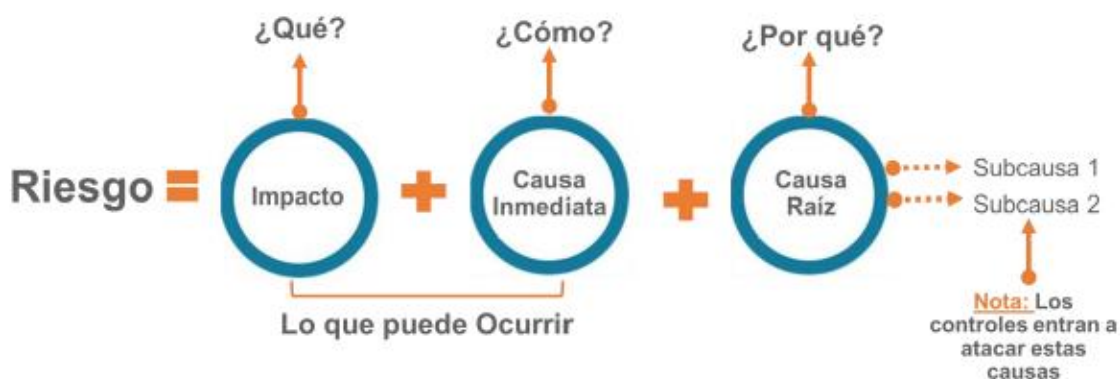 ¿Qué?
¿Cómo?
¿Por qué?
Riesgo =
Impacto
+
Causa
Inmediata
+
Causa
Raíz
Subcausa 1
Subcausa 2
Lo que puede Ocurrir
Nota: Los
controles entran a
atacar estas
causas